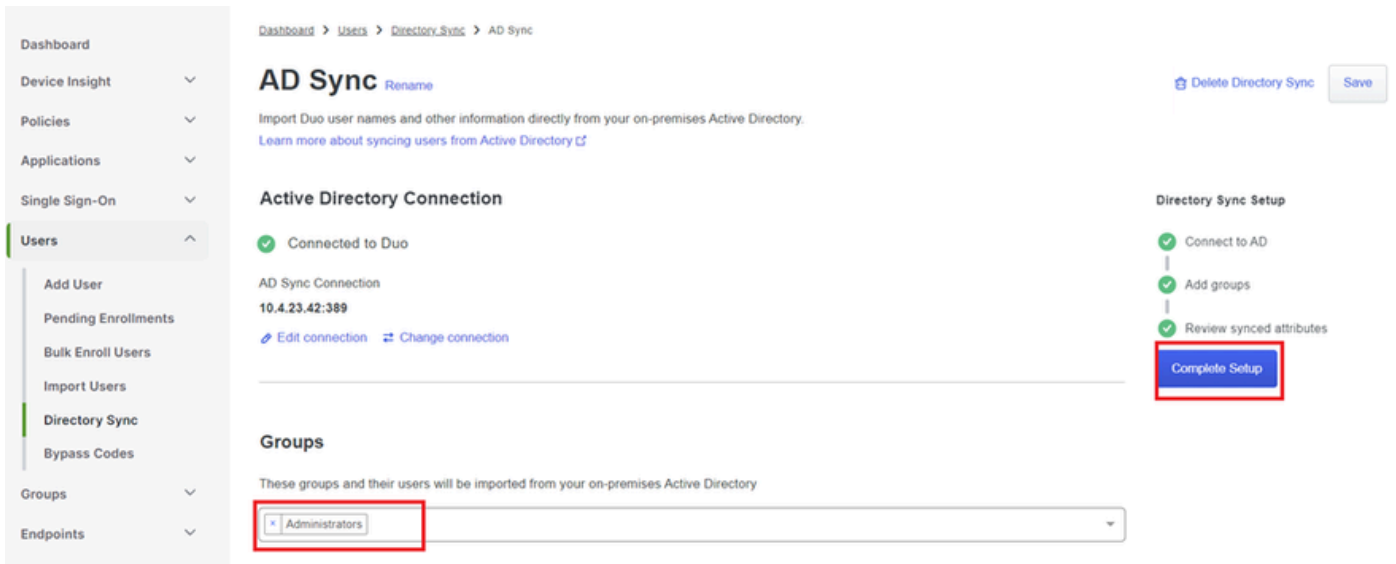 Dashboard
Device Insight
Policies
Applications
Single Sign-On
Users
Add User
Pending Enrollments
Bulk Enroll Users
Import Users
Directory Sync
Bypass Codes
Groups
Endpoints
Dashboard > Users > Directory Sync > AD Sync
AD Sync Rename
Delete Directory Sync Save
Import Duo user names and other information directly from your on-premises Active Directory.
Learn more about syncing users from Active Directory
Active Directory Connection
Connected to Duo
AD Sync Connection
10.4.23.42:389
Edit connection Change connection
Groups
These groups and their users will be imported from your on-premises Active Directory
× Administrators
Directory Sync Setup
Connect to AD
Add groups
Review synced attributes
Complete Setup